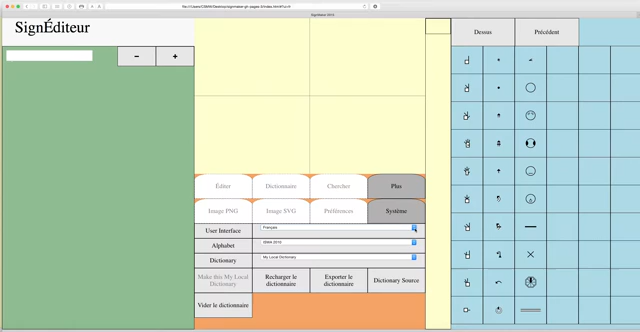 SignMaker 2015
SignÉditeur
Dessus
Précédent
−
+
Éditer
Dictionnaire
Chercher
Plus
Image PNG
Image SVG
Préférences
Système
User Interface
Français
Alphabet
ISWA 2010
Dictionary
My Local Dictionary
Make this My Local
Dictionary
Recharger le
dictionnaire
Exporter le
dictionnaire
Dictionary Source
Vider le dictionnaire